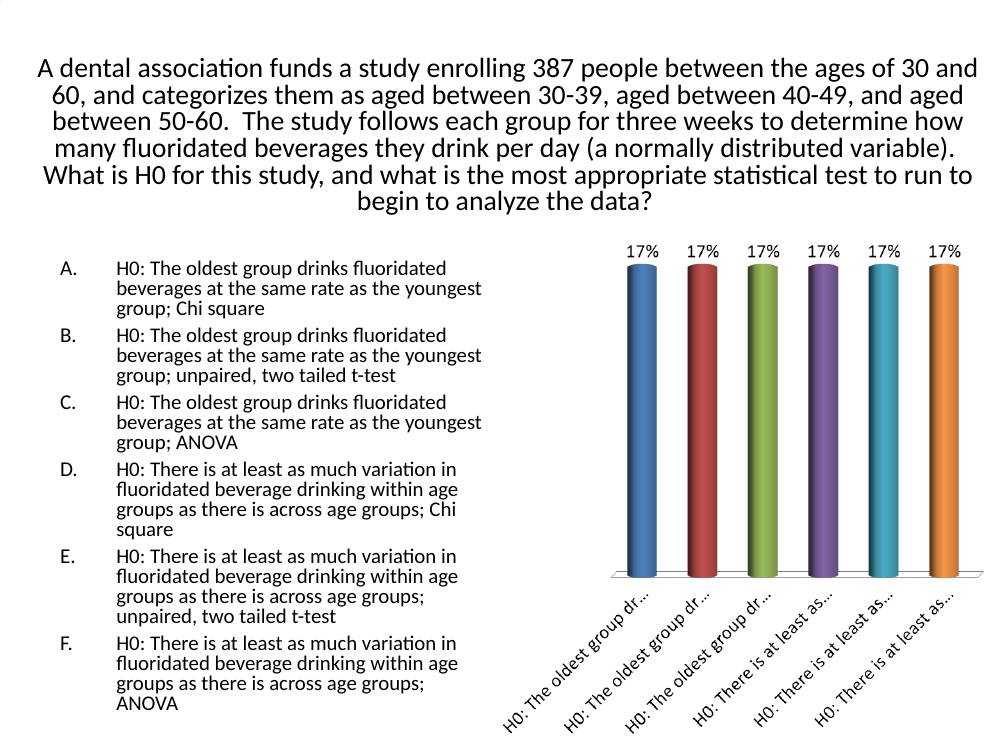 A dental association funds a study enrolling 387 people between the ages of 30 and
60, and categorizes them as aged between 30-39, aged between 40-49, and aged
between 50-60.  The study follows each group for three weeks to determine how
many fluoridated beverages they drink per day (a normally distributed variable).
What is H0 for this study, and what is the most appropriate statistical test to run to
begin to analyze the data?
A. H0: The oldest group drinks fluoridated
beverages at the same rate as the youngest
group; Chi square
B. H0: The oldest group drinks fluoridated
beverages at the same rate as the youngest
group; unpaired, two tailed t-test
C. H0: The oldest group drinks fluoridated
beverages at the same rate as the youngest
group; ANOVA
D. H0: There is at least as much variation in
fluoridated beverage drinking within age
groups as there is across age groups; Chi
square
E. H0: There is at least as much variation in
fluoridated beverage drinking within age
groups as there is across age groups;
unpaired, two tailed t-test
F. H0: There is at least as much variation in
fluoridated beverage drinking within age
groups as there is across age groups;
ANOVA
17% 17% 17% 17% 17% 17%
H0: The oldest group dr...
H0: The oldest group dr...
H0: The oldest group dr...
H0: There is at least as...
H0: There is at least as...
H0: There is at least as...